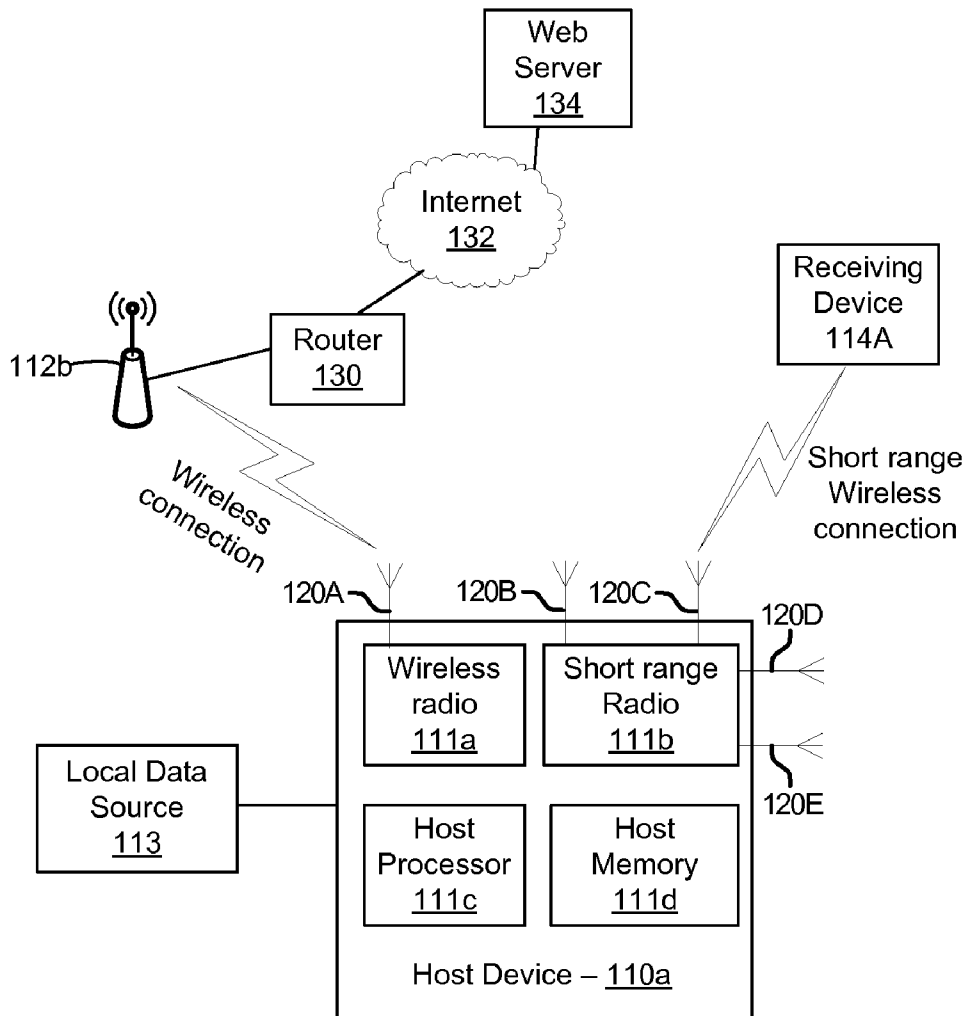 Web
Server
134
Internet
132
Receiving
Device
114A
Router
130
112b
Wireless
connection
Short range
Wireless
connection
120A
120B
120C
120D
Wireless
radio
111a
Short range
Radio
111b
120E
Local Data
Source
113
Host
Processor
111c
Host
Memory
111d
Host Device – 110a